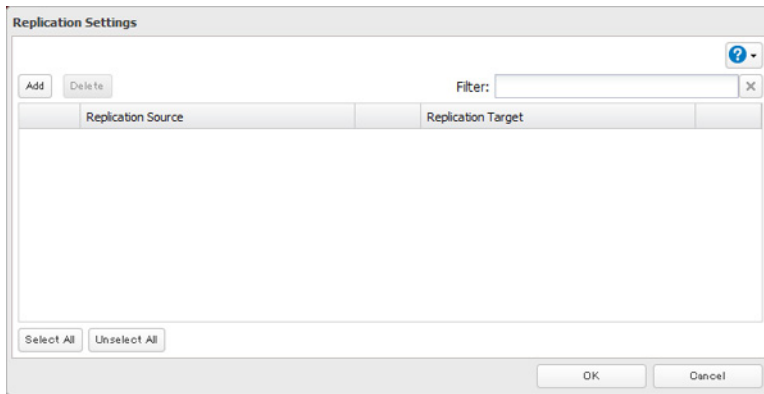 Replication Settings
?
Add Delete Filter:
Replication Source Replication Target
Select All Unselect All
OK Cancel